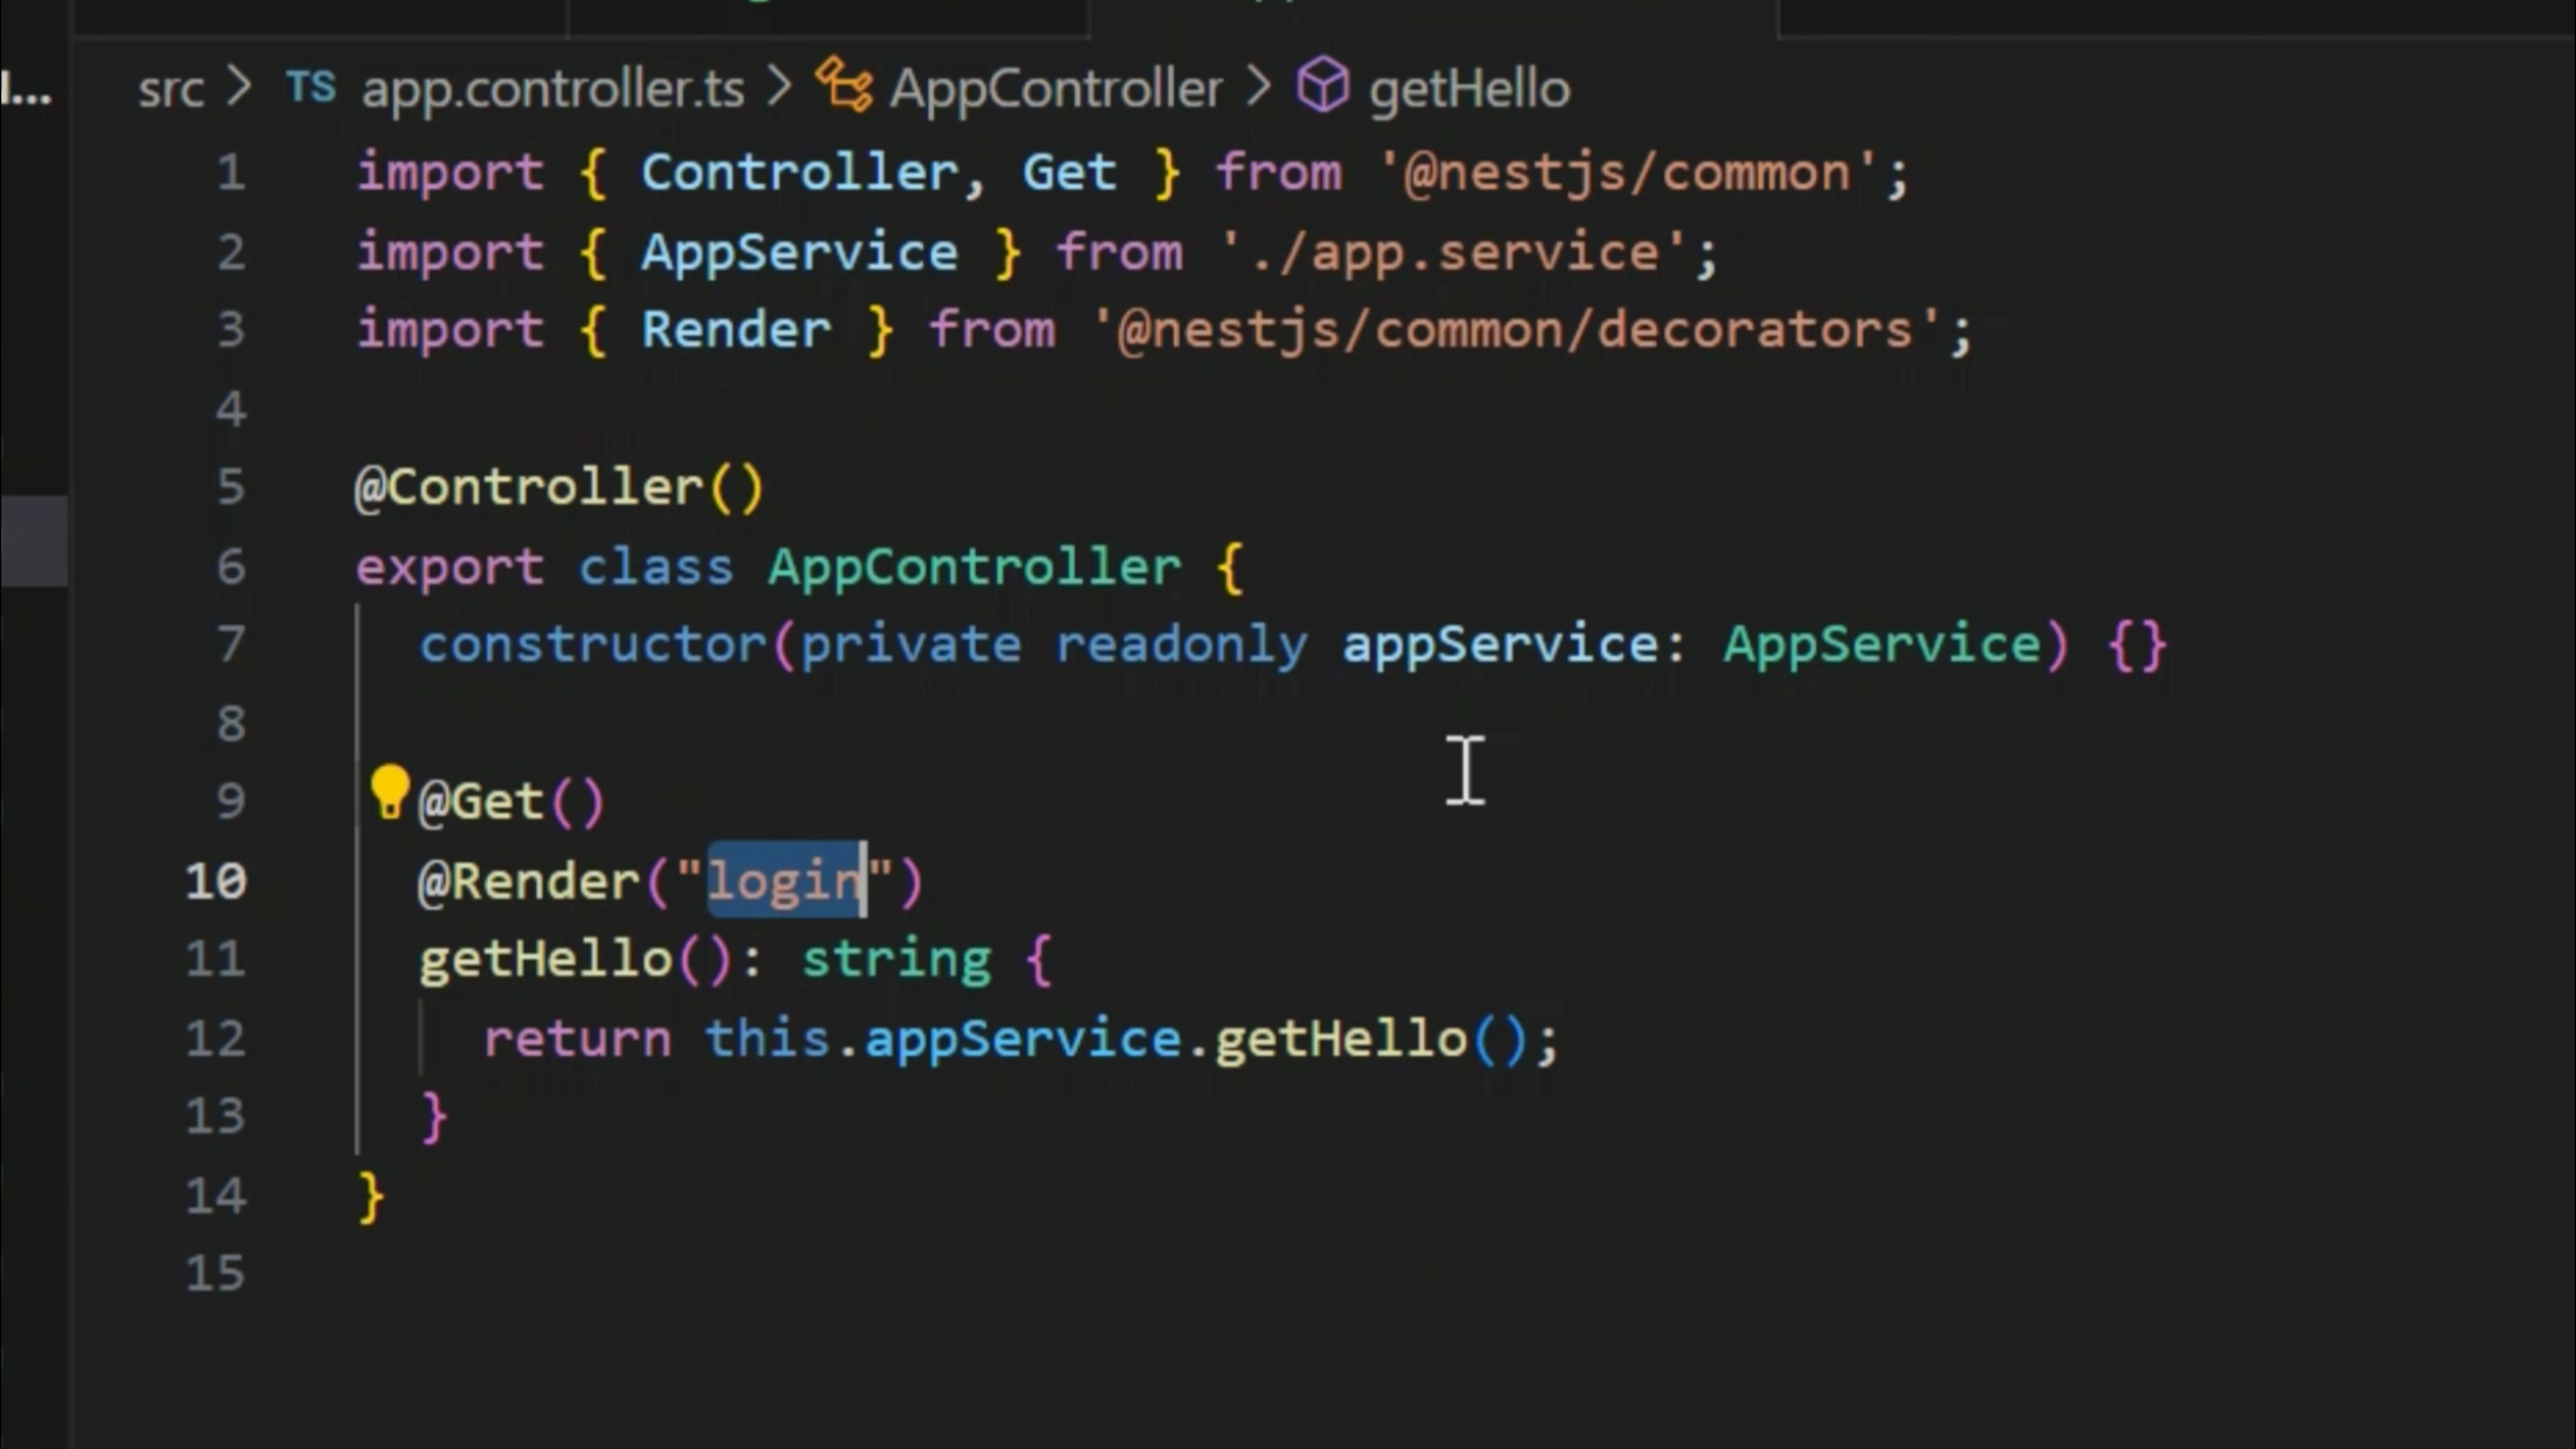 src > TS app.controller.ts > AppController > getHello
1 import { Controller, Get } from '@nestjs/common';
2 import { AppService } from './app.service';
3 import { Render } from '@nestjs/common/decorators';
4
5 @Controller()
6 export class AppController {
7 constructor(private readonly appService: AppService) {}
8
9 @Get()
10 @Render("login")
11 getHello(): string {
12 return this.appService.getHello();
13 }
14 }
15